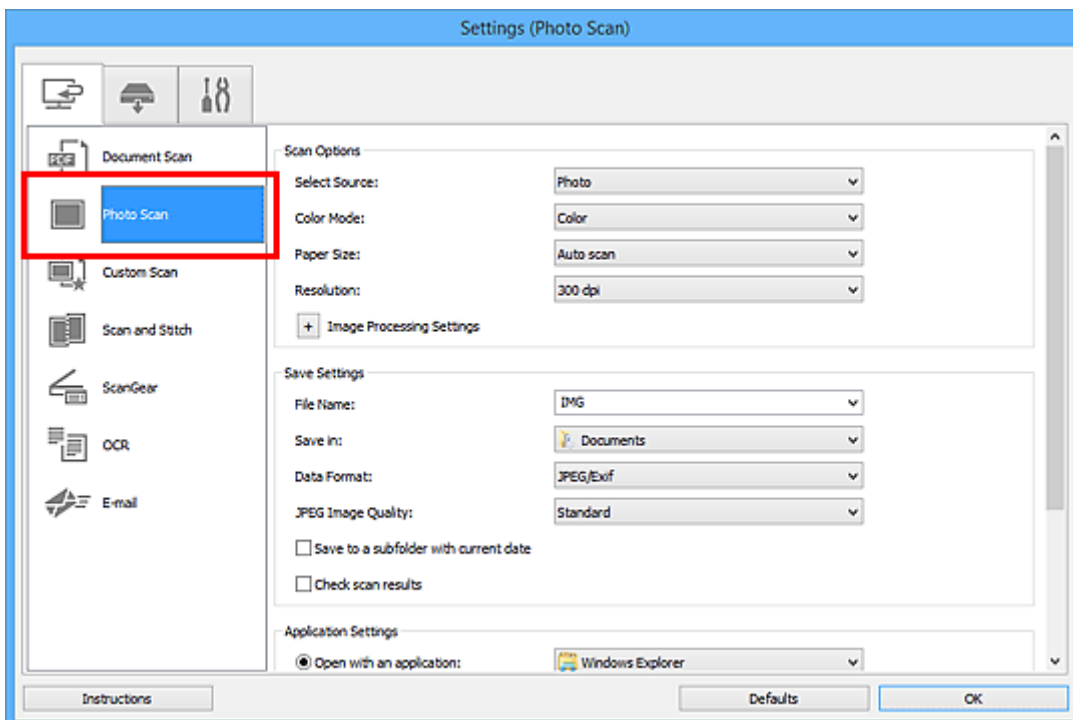 Settings (Photo Scan)
PDF
Document Scan
Photo Scan
Custom Scan
Scan and Stitch
ScanGear
OCR
E-mail
Scan Options
Select Source: Photo
Color Mode: Color
Paper Size: Auto scan
Resolution: 300 dpi
+ Image Processing Settings
Save Settings
File Name: IMG
Save in: Documents
Data Format: JPEG/Exif
JPEG Image Quality: Standard
Save to a subfolder with current date
Check scan results
Application Settings
Open with an application: Windows Explorer
Instructions Defaults OK